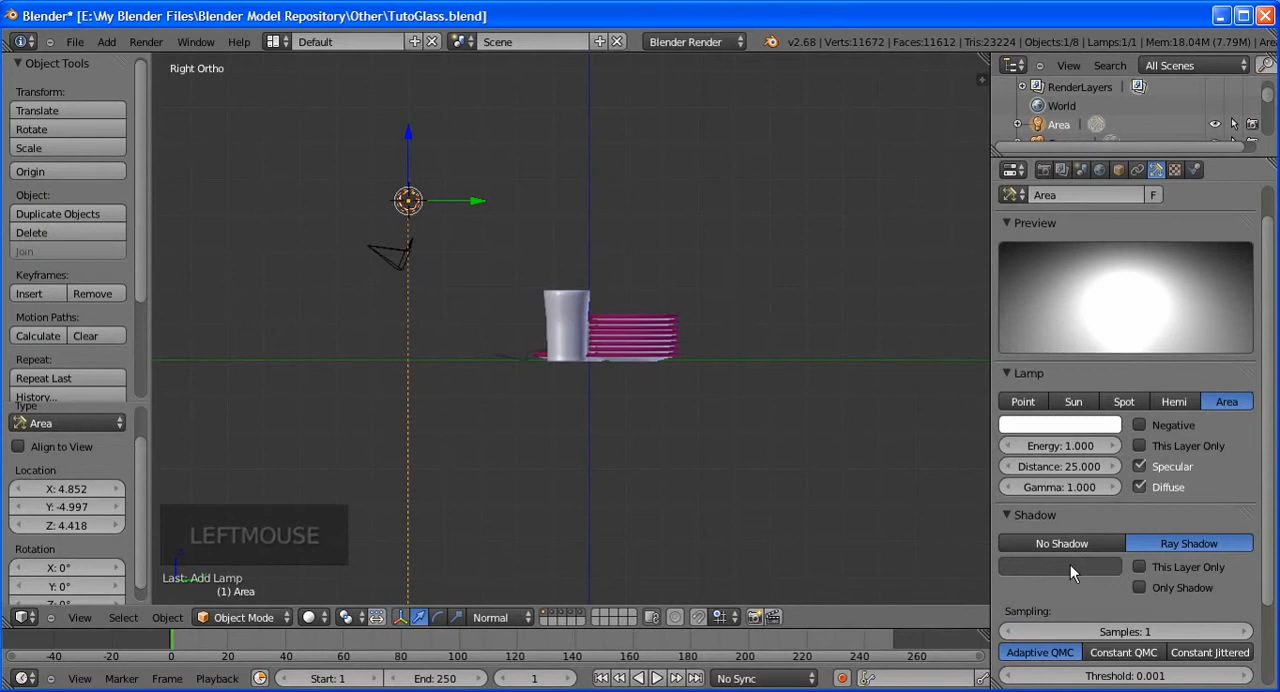 Blender* [E:\My Blender Files\Blender Model Repository\Other\TutoGlass.blend]
File Add Render Window Help Default Scene Blender Render v2.68 | Verts:11672 | Faces:11612 | Tris:23224 | Objects:1/8 | Lamps:1/1 | Mem:18.04M (7.79M) | Are
Object Tools
Transform:
Translate
Rotate
Scale
Origin
Object:
Duplicate Objects
Delete
Join
Keyframes:
Insert Remove
Motion Paths:
Calculate Clear
Repeat:
Repeat Last
History...
Type
Area
Align to View
Location
X: 4.852
Y: -4.997
Z: 4.418
Rotation
X: 0°
Y: 0°
Z: 0°
Right Ortho
LEFTMOUSE
Last: Add Lamp
(1) Area
View Search All Scenes
RenderLayers
World
Area
Area F
Preview
Lamp
Point Sun Spot Hemi Area
Negative
Energy: 1.000 This Layer Only
Distance: 25.000 Specular
Gamma: 1.000 Diffuse
Shadow
No Shadow Ray Shadow
This Layer Only
Only Shadow
Sampling:
Samples: 1
Adaptive QMC Constant QMC Constant Jittered
Threshold: 0.001
View Select Object Object Mode Normal
-40 -20 0 20 40 60 80 100 120 140 160 180 200 220 240 260
View Marker Frame Playback Start: 1 End: 250 1 No Sync